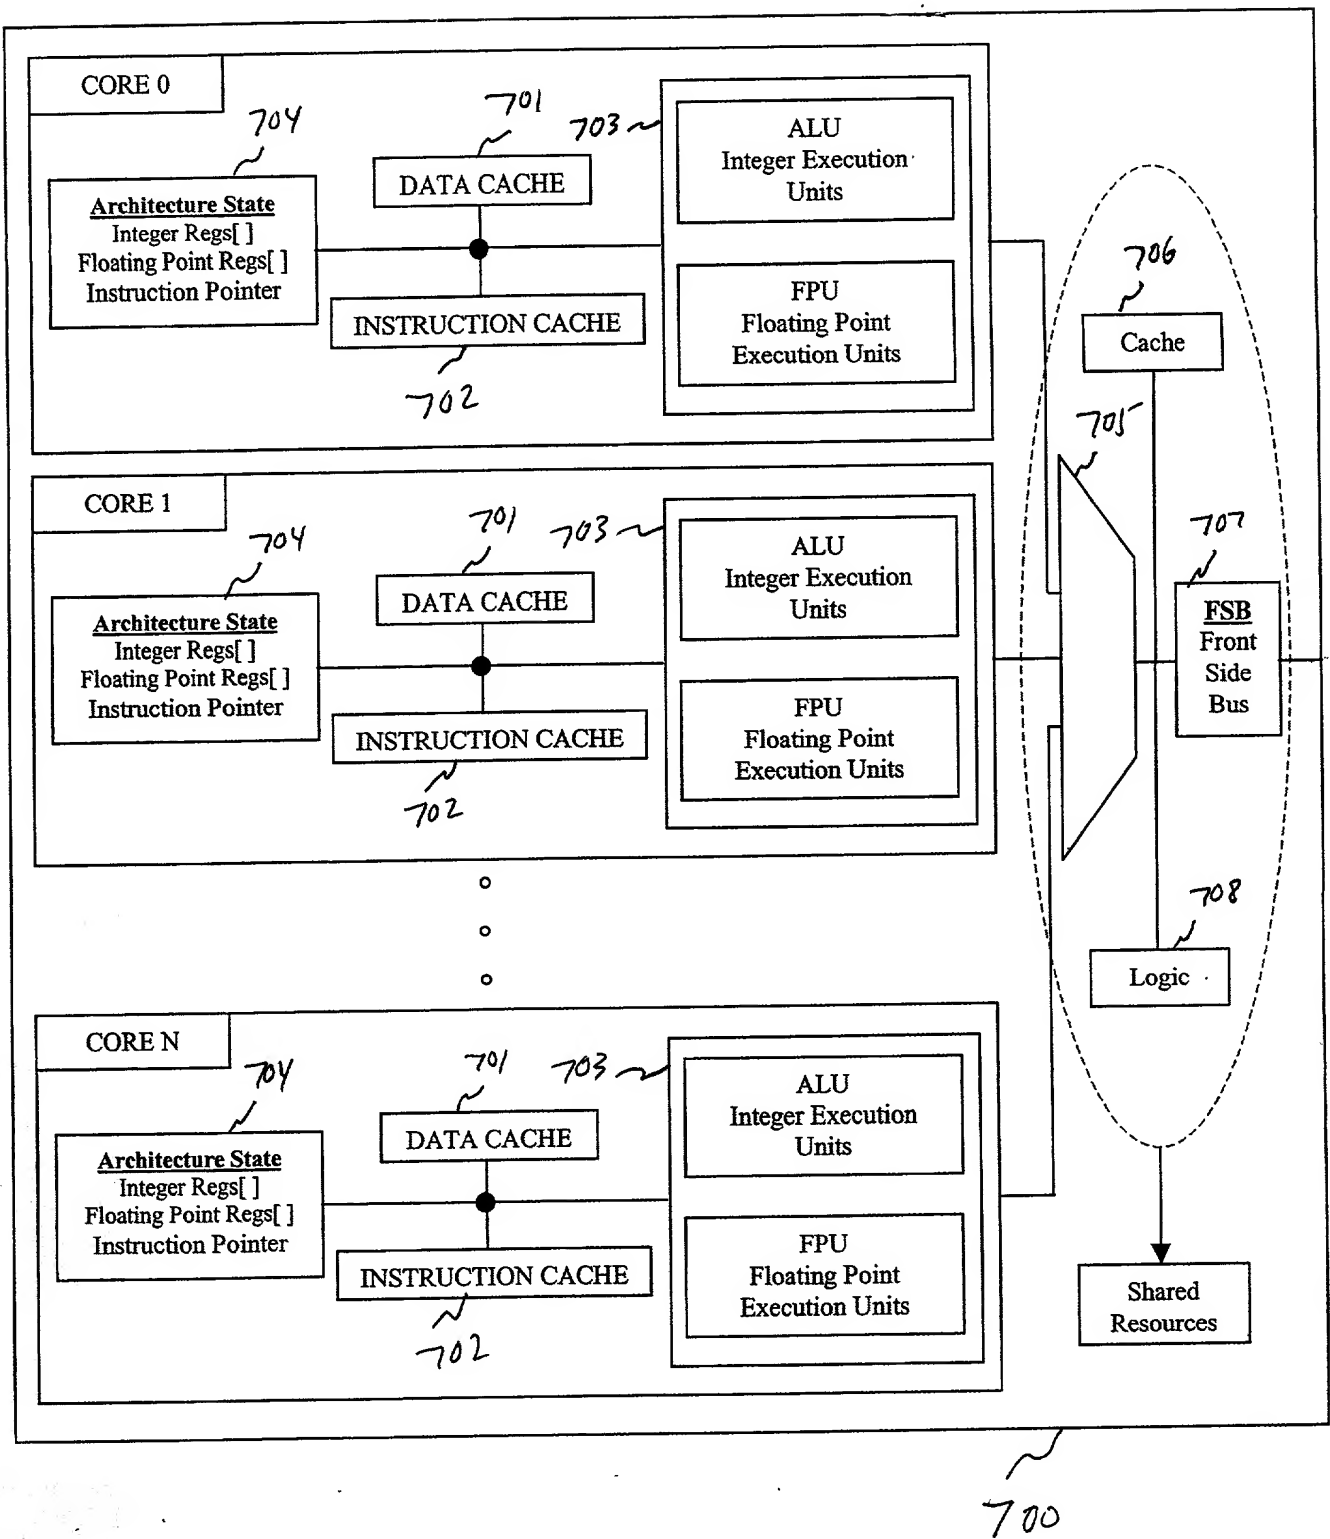 CORE 0
704
701
703
DATA CACHE
Architecture State
Integer Regs[ ]
Floating Point Regs[ ]
Instruction Pointer
INSTRUCTION CACHE
702
ALU
Integer Execution
Units
FPU
Floating Point
Execution Units
CORE 1
704
701
703
DATA CACHE
Architecture State
Integer Regs[ ]
Floating Point Regs[ ]
Instruction Pointer
INSTRUCTION CACHE
702
ALU
Integer Execution
Units
FPU
Floating Point
Execution Units
CORE N
704
701
703
DATA CACHE
Architecture State
Integer Regs[ ]
Floating Point Regs[ ]
Instruction Pointer
INSTRUCTION CACHE
702
ALU
Integer Execution
Units
FPU
Floating Point
Execution Units
706
Cache
705
707
FSB
Front
Side
Bus
708
Logic
Shared
Resources
700